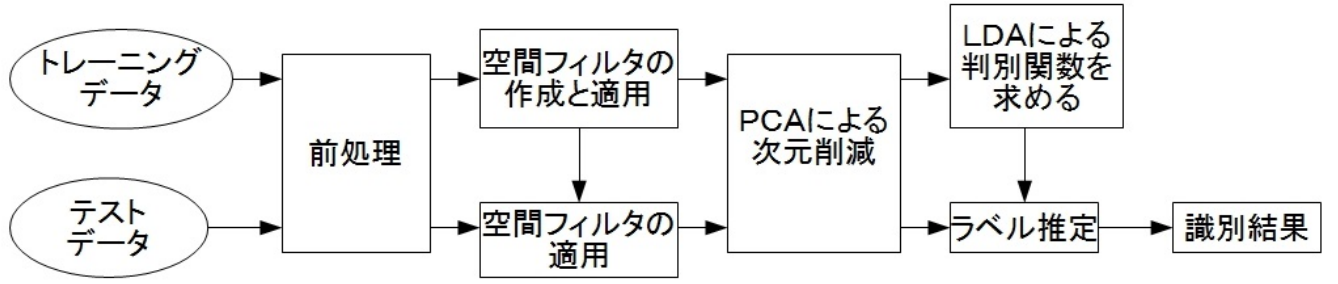 トレーニング
データ
前処理
空間フィルタの
作成と適用
PCAによる
次元削減
LDAによる
判別関数を
求める
テスト
データ
空間フィルタの
適用
ラベル推定
識別結果